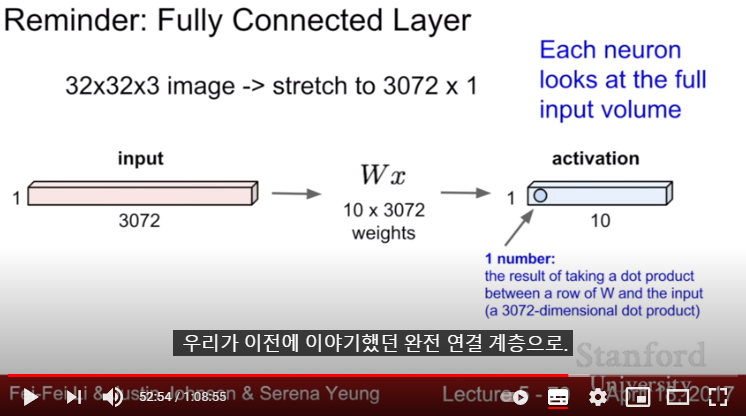 Reminder: Fully Connected Layer
32x32x3 image -> stretch to 3072 x 1
Each neuron
looks at the full
input volume
input
1
3072
Wx
10 x 3072
weights
activation
1
10
1 number:
the result of taking a dot product
between a row of W and the input
(a 3072-dimensional dot product)
우리가 이전에 이야기했던 완전 연결 계층으로.
Stanford
University
Fei-Fei Li & Justin Johnson & Serena Yeung
Lecture 5 -
April 18, 2017
52:54 / 1:08:55